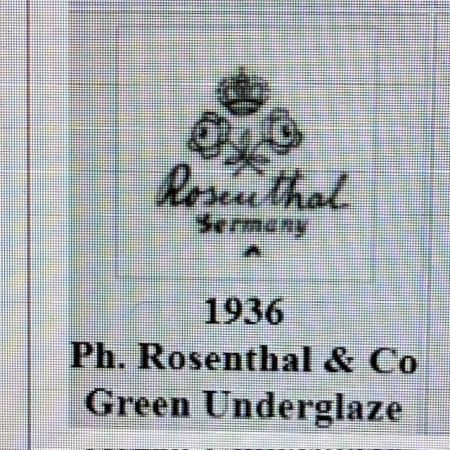 Rosenthal
Germany
1936
Ph. Rosenthal & Co
Green Underglaze